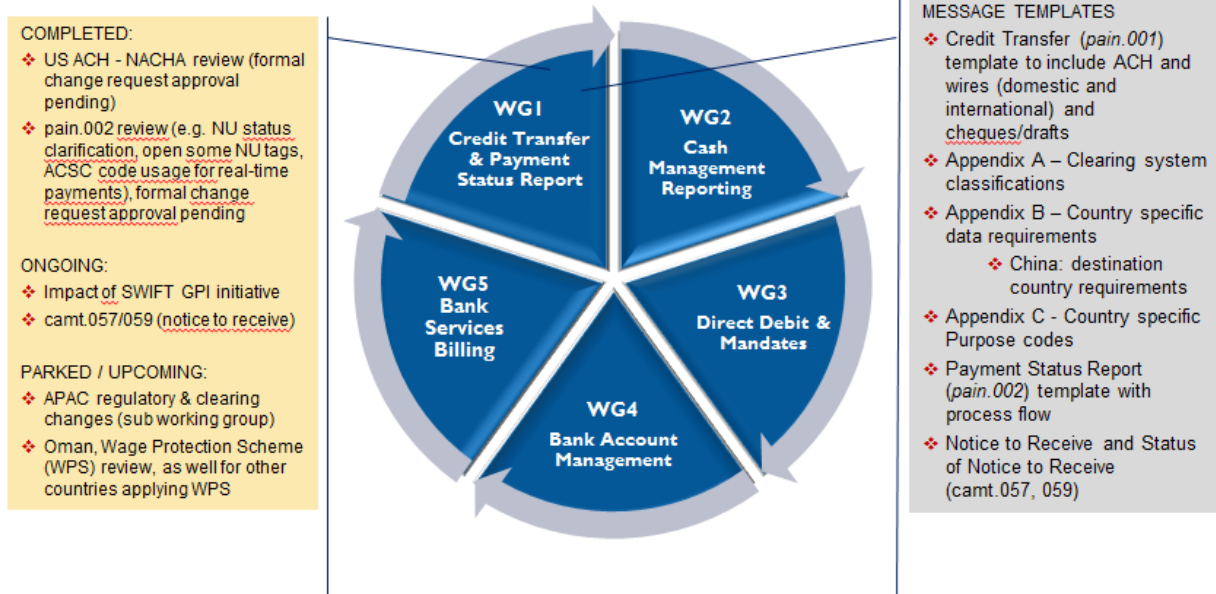 COMPLETED:
❖ US ACH - NACHA review (formal
change request approval
pending)
❖ pain.002 review (e.g. NU status
clarification, open some NU tags,
ACSC code usage for real-time
payments), formal change
request approval pending
ONGOING:
❖ Impact of SWIFT GPI initiative
❖ camt.057/059 (notice to receive)
PARKED / UPCOMING:
❖ APAC regulatory & clearing
changes (sub working group)
❖ Oman, Wage Protection Scheme
(WPS) review, as well for other
countries applying WPS
WG1
Credit Transfer
& Payment
Status Report
WG2
Cash
Management
Reporting
WG3
Direct Debit &
Mandates
WG4
Bank Account
Management
WG5
Bank
Services
Billing
MESSAGE TEMPLATES
❖ Credit Transfer (pain.001)
template to include ACH and
wires (domestic and
international) and
cheques/drafts
❖ Appendix A – Clearing system
classifications
❖ Appendix B – Country specific
data requirements
❖ China: destination
country requirements
❖ Appendix C - Country specific
Purpose codes
❖ Payment Status Report
(pain.002) template with
process flow
❖ Notice to Receive and Status
of Notice to Receive
(camt.057, 059)